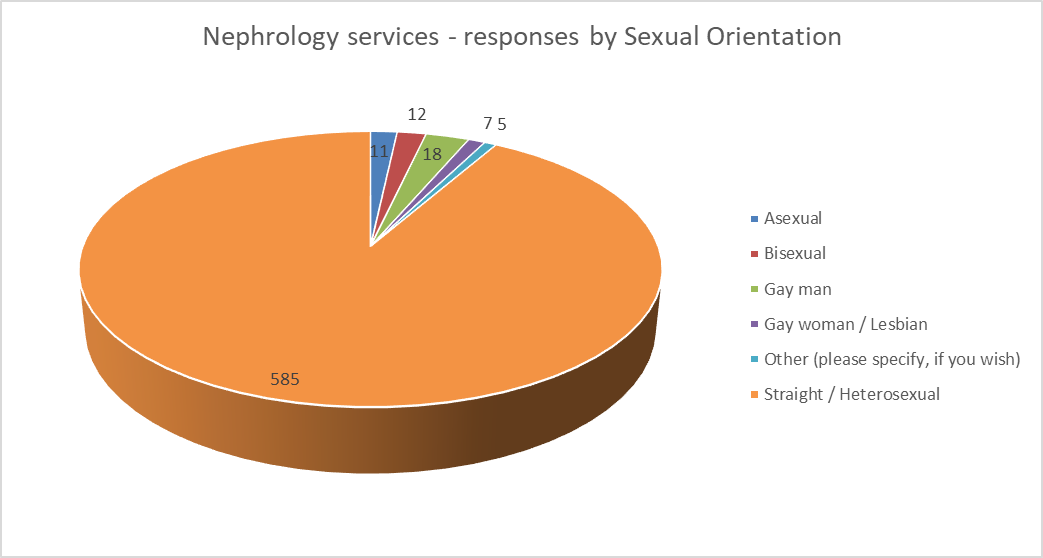 Nephrology services - responses by Sexual Orientation
12
7 5
11
18
585
Asexual
Bisexual
Gay man
Gay woman / Lesbian
Other (please specify, if you wish)
Straight / Heterosexual